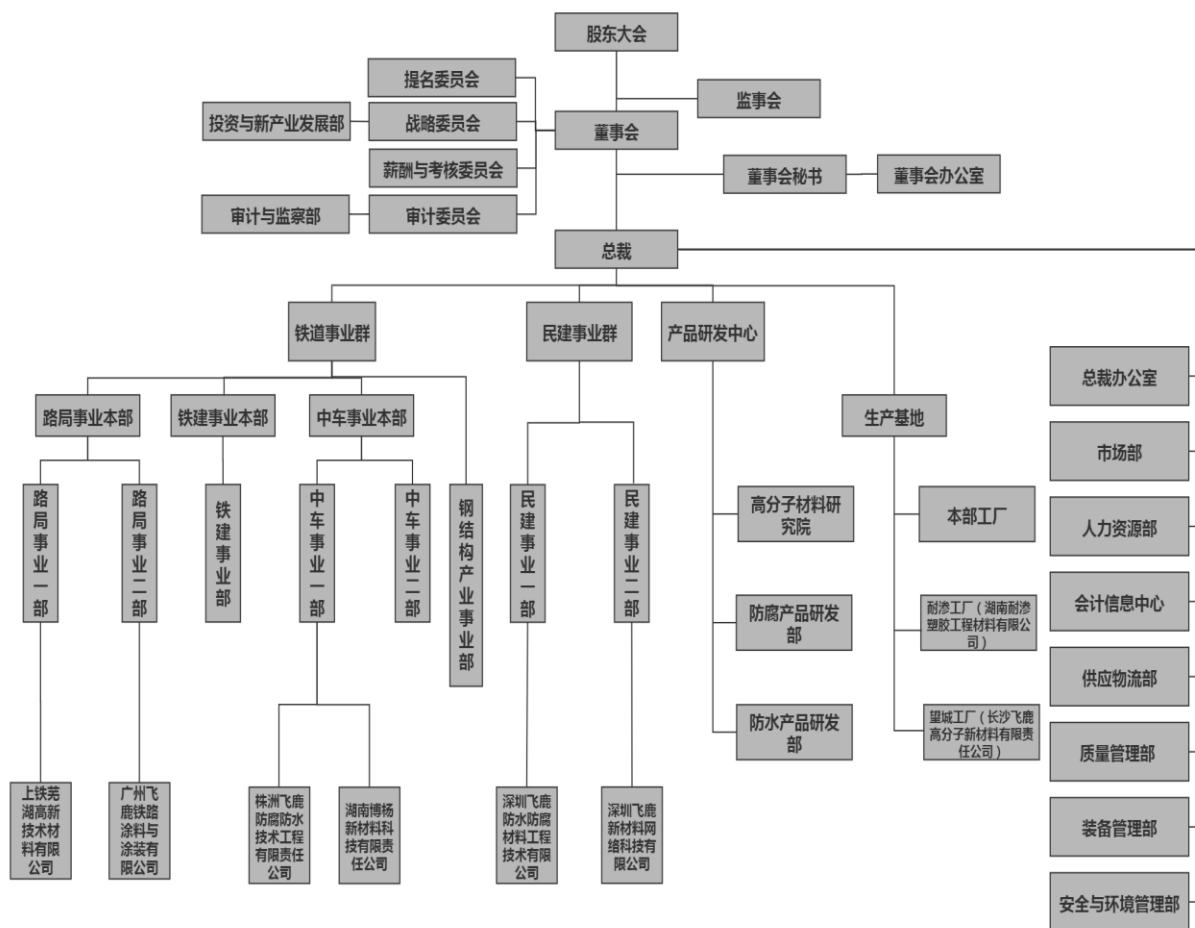 股东大会
提名委员会
监事会
投资与新产业发展部
战略委员会
董事会
薪酬与考核委员会
董事会秘书
董事会办公室
审计与监察部
审计委员会
总裁
铁道事业群
民建事业群
产品研发中心
总裁办公室
路局事业本部
铁建事业本部
中车事业本部
生产基地
市场部
路局事业一部
路局事业二部
铁建事业部
中车事业一部
中车事业二部
钢结构产业事业部
民建事业一部
民建事业二部
高分子材料研
究院
本部工厂
人力资源部
防腐产品研发
部
耐渗工厂（湖南耐渗
塑胶工程材料有限公
司）
会计信息中心
供应物流部
防水产品研发
部
望城工厂（长沙飞鹿
高分子新材料有限责
任公司）
质量管理部
上铁芜
湖高新
技术材
料有限
公司
广州飞
鹿铁路
涂料与
涂装有
限公司
株洲飞鹿
防腐防水
技术工程
有限责任
公司
湖南博杨
新材料科
技有限责
任公司
深圳飞鹿
防水防腐
材料工程
技术有限
公司
深圳飞鹿
新材料网
络科技有
限公司
装备管理部
安全与环境管理部